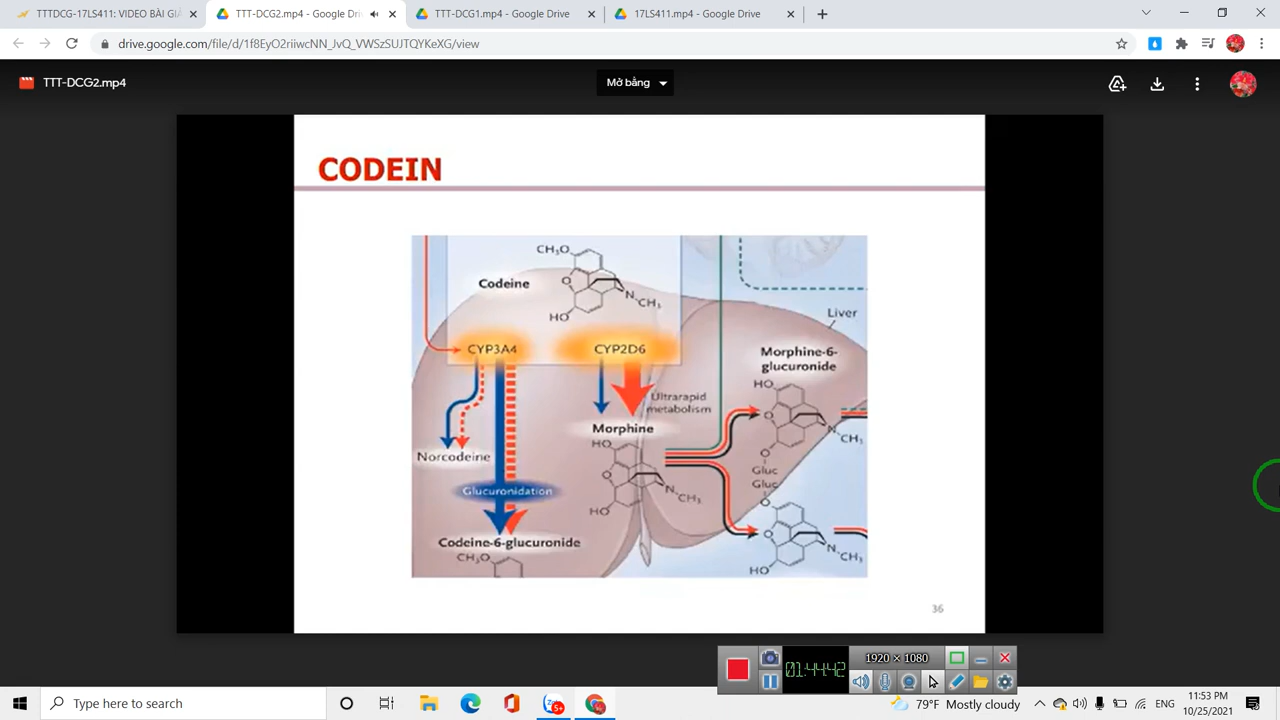 TTTDCG-17LS411: VIDEO BÀI GIẢ
TTT-DCG2.mp4 - Google Drive
TTT-DCG1.mp4 - Google Drive
17LS411.mp4 - Google Drive
drive.google.com/file/d/1f8EyO2riiwcNN_JvQ_VWSzSUJTQYKeXG/view
TTT-DCG2.mp4
Mở bằng
CODEIN
CH₃O
Codeine
O
N
CH₃
HO
Liver
CYP3A4
CYP2D6
Morphine-6-
glucuronide
HO
Ultrarapid
metabolism
O
N
CH₃
Morphine
HO
Norcodeine
O
N
CH₃
HO
O
Gluc
Gluc
O
Glucuronidation
Codeine-6-glucuronide
CH₃O
O
N
CH₃
HO
36
01:44:42
1920 × 1080
Type here to search
5+
79°F Mostly cloudy
ENG
11:53 PM
10/25/2021